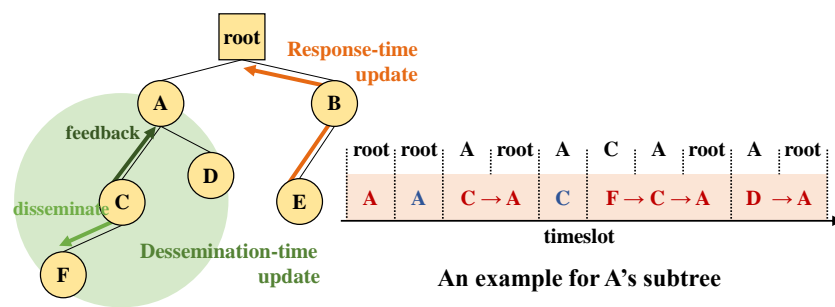 root
Response-time
update
A
B
feedback
root root A root A C A root A root
D
C
E
A A C → A C F → C → A D → A
disseminate
timeslot
Dessemination-time
update
F
An example for A's subtree